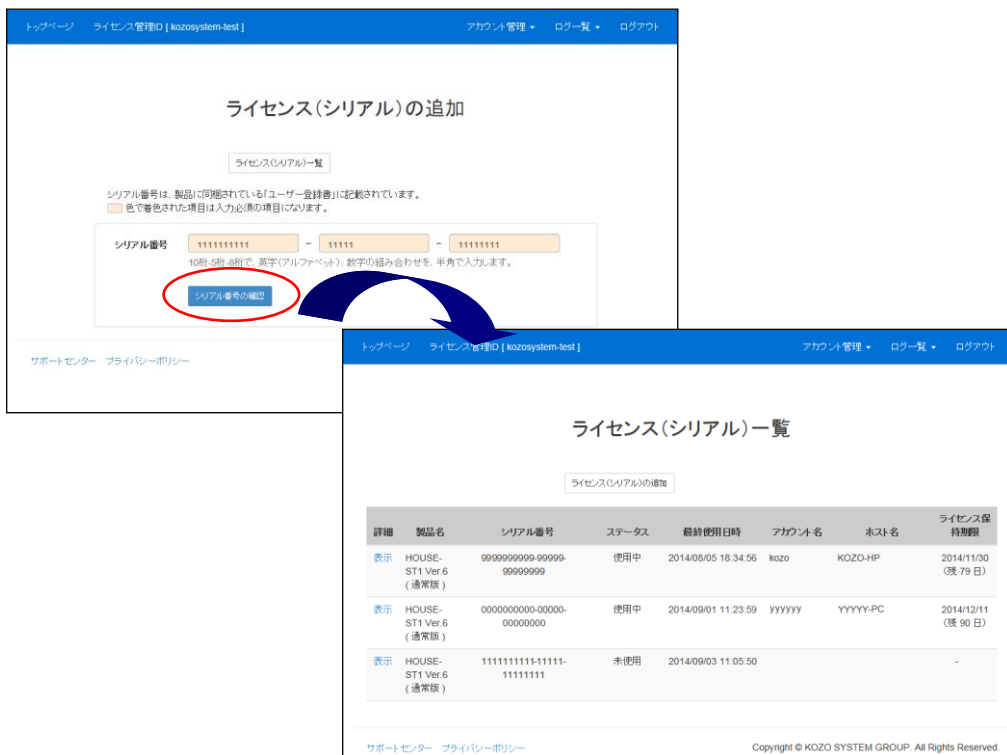 トップページ ライセンス管理ID [ kozosystem-test ] アカウント管理 ログ一覧 ログアウト
ライセンス(シリアル)の追加
ライセンス(シリアル)一覧
シリアル番号は、製品に同梱されている「ユーザー登録書」に記載されています。
色で着色された項目は入力必須の項目になります。
シリアル番号 1111111111 - 11111 - 11111111
10桁-5桁-8桁で、英字(アルファベット)、数字の組み合わせを、半角で入力します。
シリアル番号の確認
サポートセンター プライバシーポリシー
トップページ ライセンス管理ID [ kozosystem-test ] アカウント管理 ログ一覧 ログアウト
ライセンス(シリアル)一覧
ライセンス(シリアル)の追加
詳細 製品名 シリアル番号 ステータス 最終使用日時 アカウント名 ホスト名 ライセンス保
持期限
表示 HOUSE- 9999999999-99999- 使用中 2014/08/05 18:34:56 kozo KOZO-HP 2014/11/30
ST1 Ver.6 99999999 (残 79 日)
(通常版)
表示 HOUSE- 0000000000-00000- 使用中 2014/09/01 11:23:59 yyyyyy YYYYY-PC 2014/12/11
ST1 Ver.6 00000000 (残 90 日)
(通常版)
表示 HOUSE- 1111111111-11111- 未使用 2014/09/03 11:05:50 -
ST1 Ver.6 11111111
(通常版)
サポートセンター プライバシーポリシー Copyright © KOZO SYSTEM GROUP. All Rights Reserved.